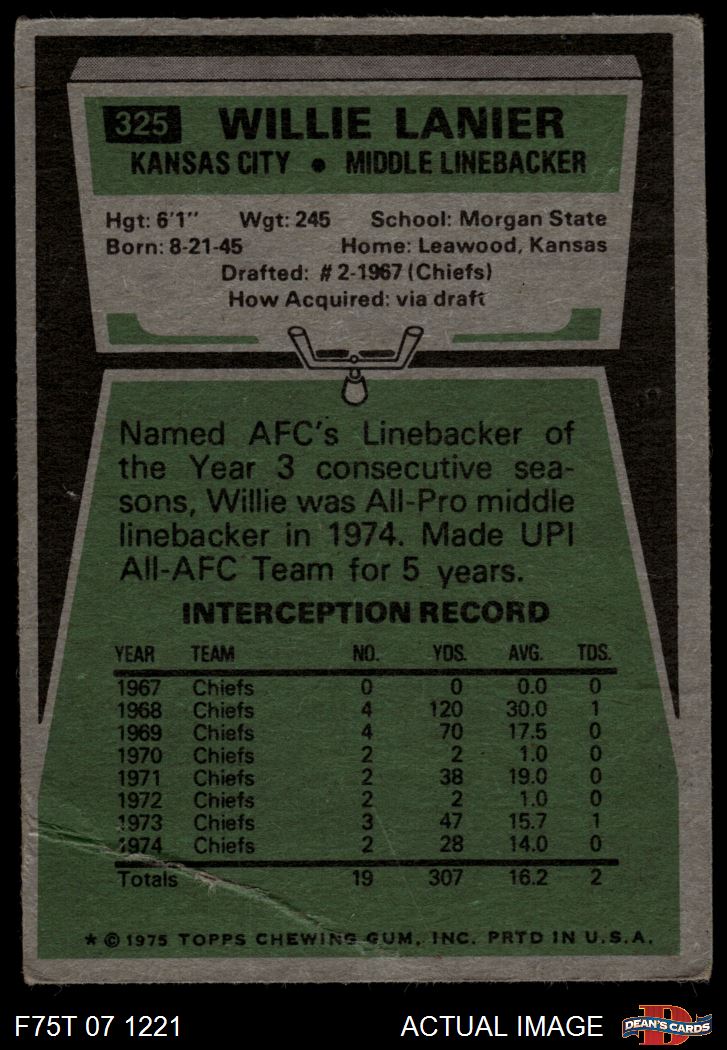 325 WILLIE LANIER
KANSAS CITY • MIDDLE LINEBACKER
Hgt: 6'1" Wgt: 245 School: Morgan State
Born: 8-21-45 Home: Leawood, Kansas
Drafted: #2-1967 (Chiefs)
How Acquired: via draft
Named AFC's Linebacker of
the Year 3 consecutive sea-
sons, Willie was All-Pro middle
linebacker in 1974. Made UPI
All-AFC Team for 5 years.
INTERCEPTION RECORD
YEAR TEAM NO. YDS. AVG. TDS.
1967 Chiefs 0 0 0.0 0
1968 Chiefs 4 120 30.0 1
1969 Chiefs 4 70 17.5 0
1970 Chiefs 2 2 1.0 0
1971 Chiefs 2 38 19.0 0
1972 Chiefs 2 2 1.0 0
1973 Chiefs 3 47 15.7 1
1974 Chiefs 2 28 14.0 0
Totals 19 307 16.2 2
* © 1975 TOPPS CHEWING GUM, INC. PRTD IN U.S.A.
F75T 07 1221 ACTUAL IMAGE D DEAN'S CARDS